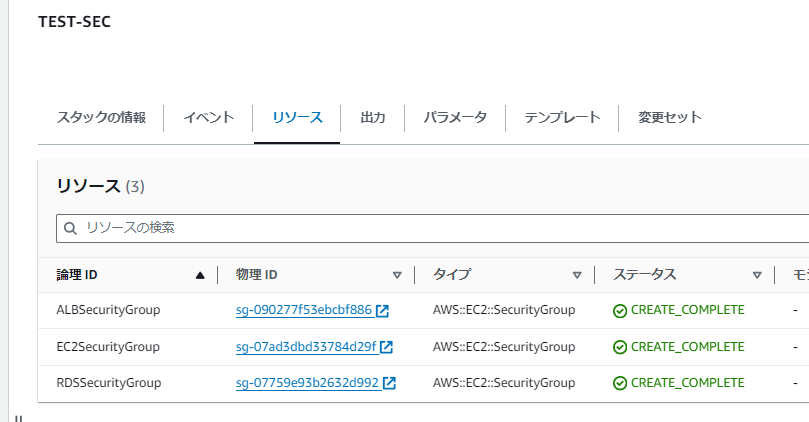 TEST-SEC
スタックの情報 イベント リソース 出力 パラメータ テンプレート 変更セット
リソース (3)
リソースの検索
論理 ID 物理 ID タイプ ステータス
ALBSecurityGroup sg-090277f53ebcbf886 AWS::EC2::SecurityGroup CREATE_COMPLETE -
EC2SecurityGroup sg-07ad3dbd33784d29f AWS::EC2::SecurityGroup CREATE_COMPLETE -
RDSSecurityGroup sg-07759e93b2632d992 AWS::EC2::SecurityGroup CREATE_COMPLETE -